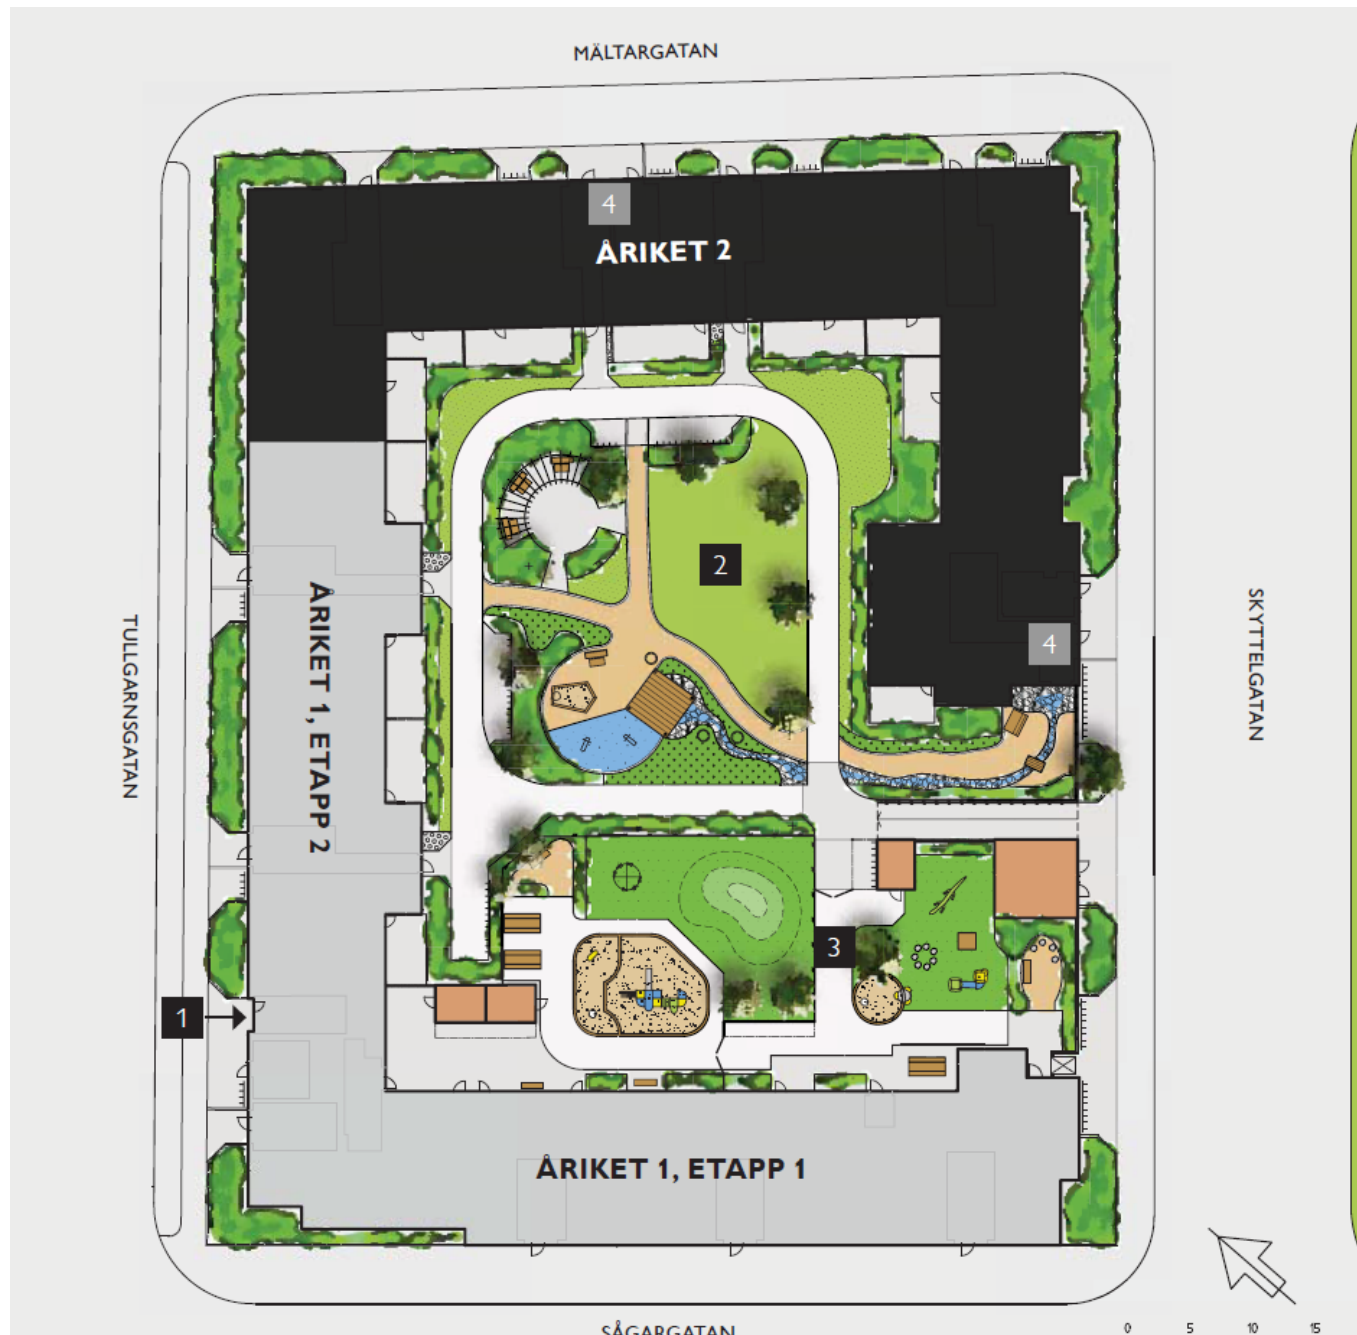 MÄLTARGATAN
4
ÅRIKET 2
2
TULLGARNSGATAN
ÅRIKET 1, ETAPP 2
4
SKYTTELGATAN
3
1
ÅRIKET 1, ETAPP 1
SÅGARGATAN
0 5 10 15